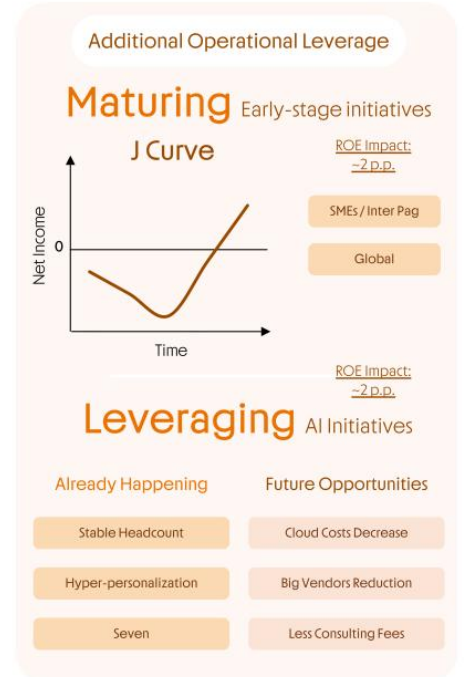 Additional Operational Leverage
Maturing Early-stage initiatives
J Curve
ROE Impact:
~2 p.p.
SMEs / Inter Pag
Global
Net Income
0
Time
ROE Impact:
~2 p.p.
Leveraging AI Initiatives
Already Happening
Future Opportunities
Stable Headcount
Cloud Costs Decrease
Hyper-personalization
Big Vendors Reduction
Seven
Less Consulting Fees